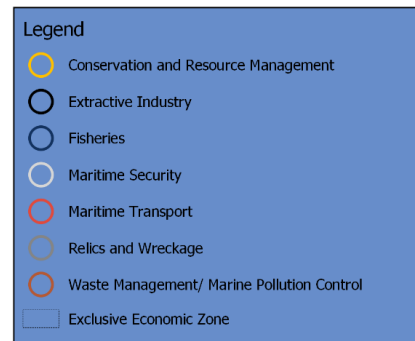 Legend
Conservation and Resource Management
Extractive Industry
Fisheries
Maritime Security
Maritime Transport
Relics and Wreckage
Waste Management/ Marine Pollution Control
Exclusive Economic Zone